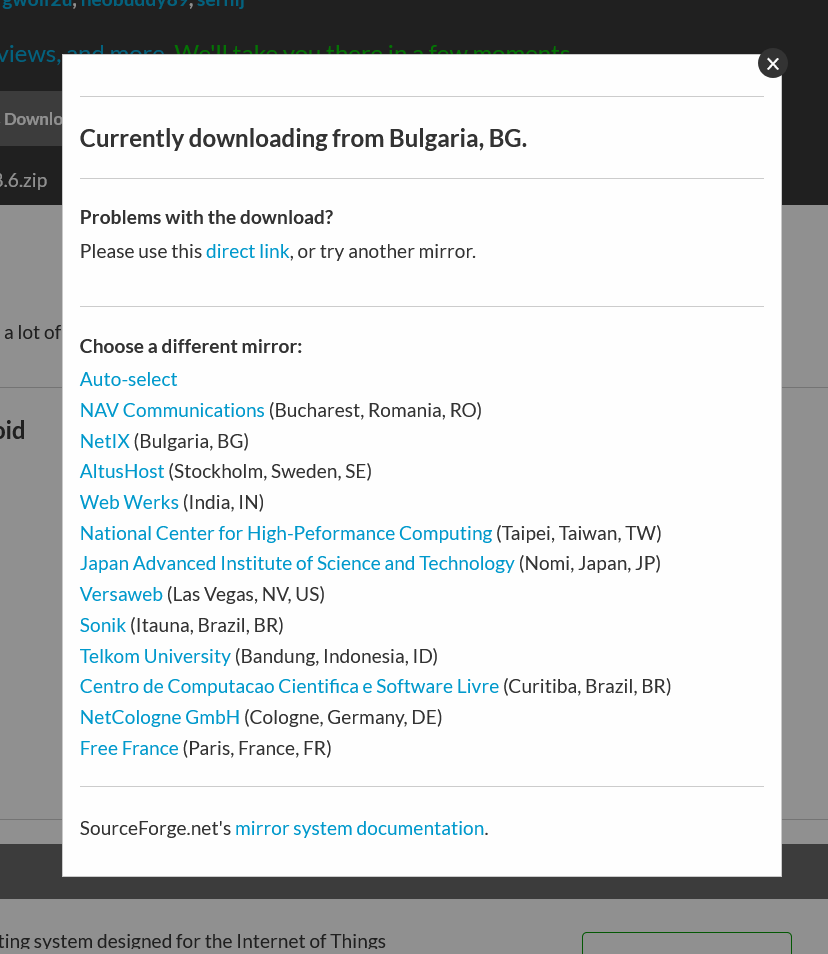 gwolf2u, neobuddy89, sernij
views, and more. We'll take you there in a few moments
Downlo
3.6.zip
Currently downloading from Bulgaria, BG.
Problems with the download?
Please use this direct link, or try another mirror.
a lot of
Choose a different mirror:
Auto-select
NAV Communications (Bucharest, Romania, RO)
oid
NetIX (Bulgaria, BG)
AltusHost (Stockholm, Sweden, SE)
Web Werks (India, IN)
National Center for High-Peformance Computing (Taipei, Taiwan, TW)
Japan Advanced Institute of Science and Technology (Nomi, Japan, JP)
Versaweb (Las Vegas, NV, US)
Sonik (Itauna, Brazil, BR)
Telkom University (Bandung, Indonesia, ID)
Centro de Computacao Cientifica e Software Livre (Curitiba, Brazil, BR)
NetCologne GmbH (Cologne, Germany, DE)
Free France (Paris, France, FR)
SourceForge.net's mirror system documentation.
ting system designed for the Internet of Things